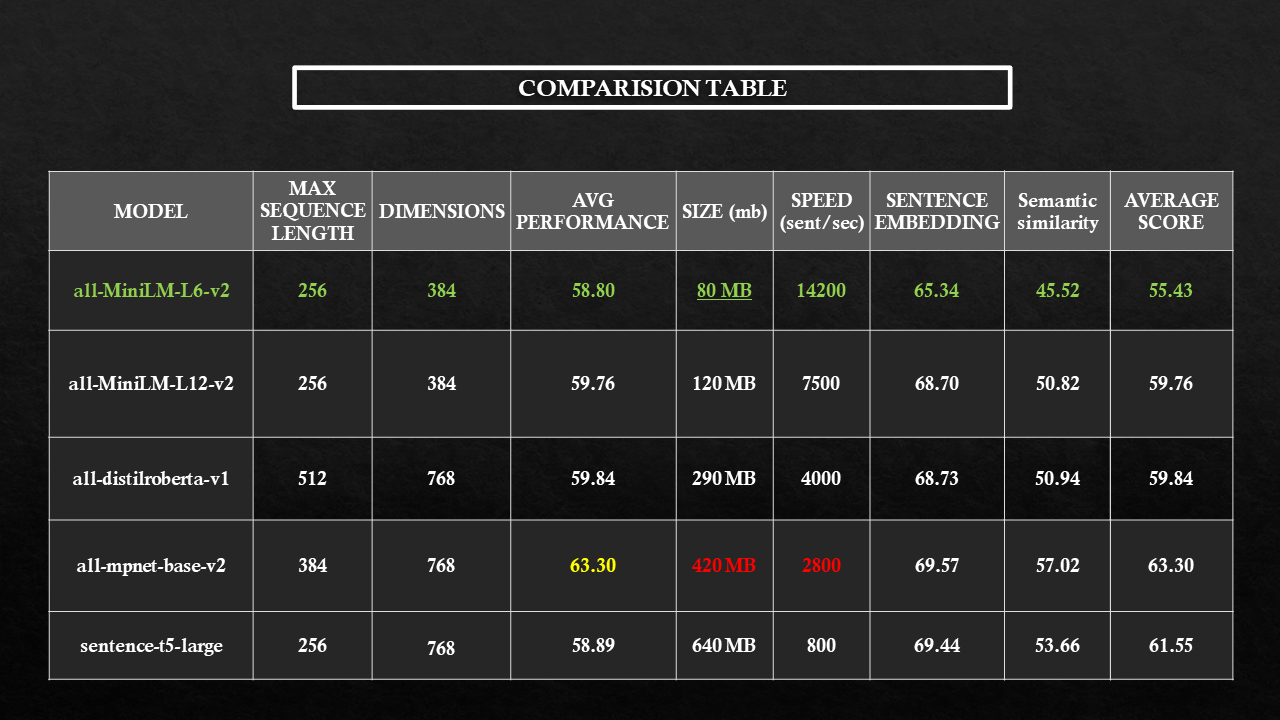 COMPARISION TABLE
MODEL
MAX
SEQUENCE
LENGTH
DIMENSIONS
AVG
PERFORMANCE
SIZE (mb)
SPEED
(sent/sec)
SENTENCE
EMBEDDING
Semantic
similarity
AVERAGE
SCORE
all-MiniLM-L6-v2 256 384 58.80 80 MB 14200 65.34 45.52 55.43
all-MiniLM-L12-v2 256 384 59.76 120 MB 7500 68.70 50.82 59.76
all-distilroberta-v1 512 768 59.84 290 MB 4000 68.73 50.94 59.84
all-mpnet-base-v2 384 768 63.30 420 MB 2800 69.57 57.02 63.30
sentence-t5-large 256 768 58.89 640 MB 800 69.44 53.66 61.55